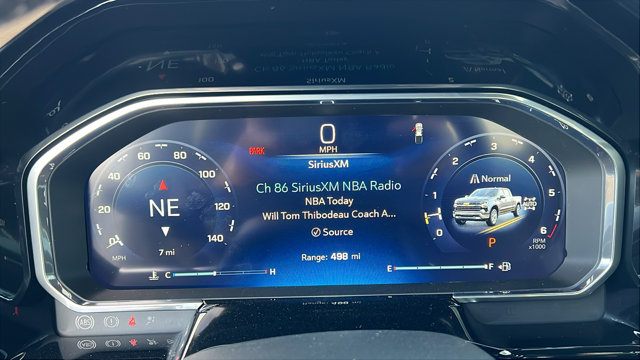 0
MPH
PARK
SiriusXM
Ch 86 SiriusXM NBA Radio
NBA Today
Will Tom Thibodeau Coach A...
Source
Range: 498 mi
20
40
60
80
100
120
140
MPH
NE
7 mi
C
H
0
1
2
3
4
5
6
RPM
x1000
Normal
AUTO
P
E
F